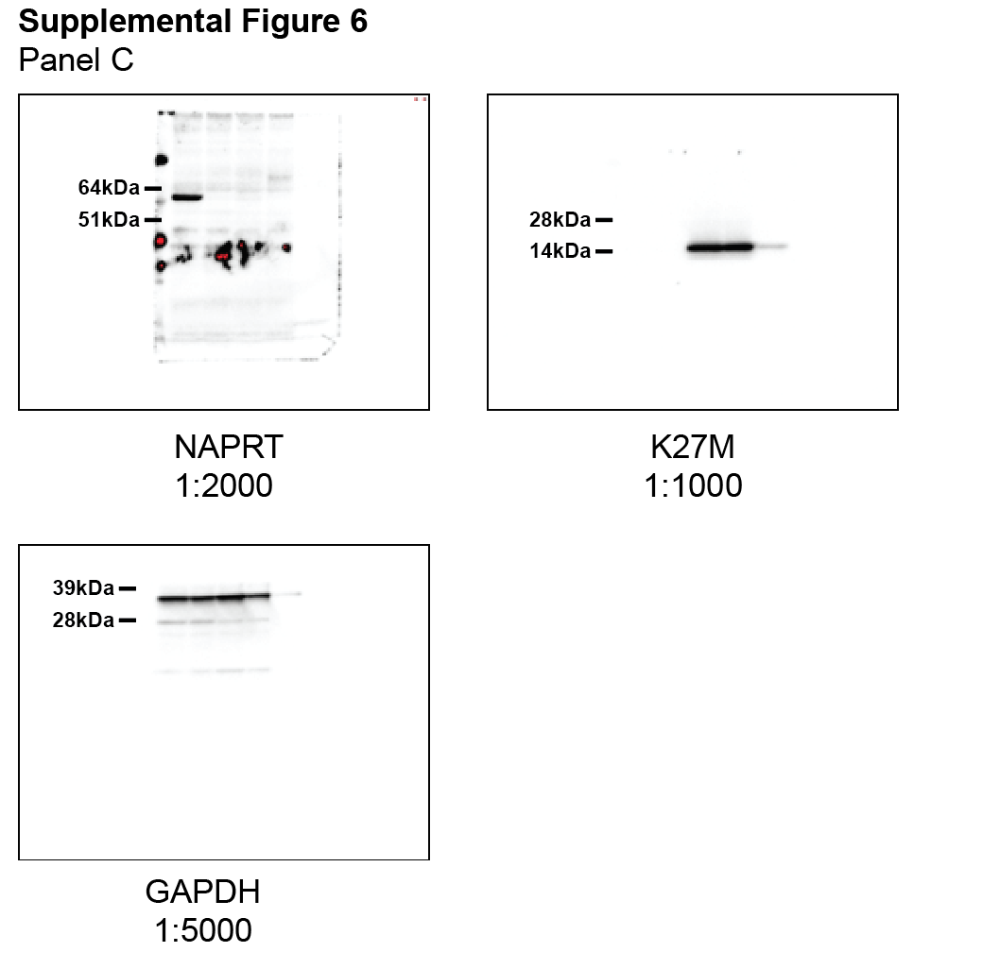 Supplemental Figure 6
Panel C
64kDa
51kDa
NAPRT
1:2000
28kDa
14kDa
K27M
1:1000
39kDa
28kDa
GAPDH
1:5000